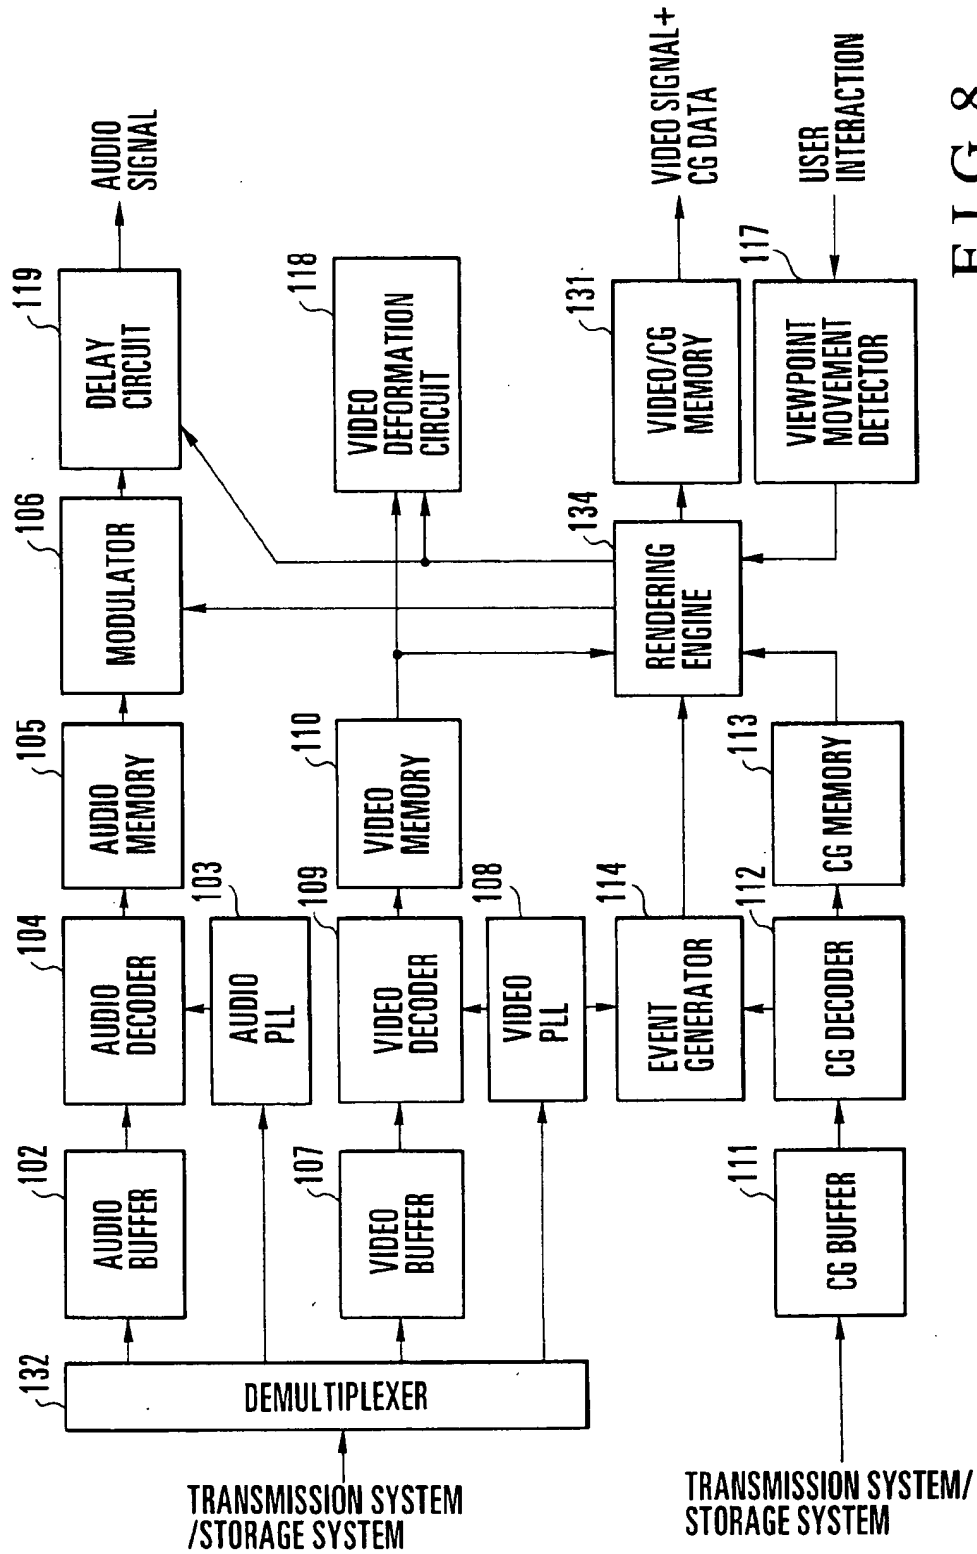 TRANSMISSION SYSTEM
/STORAGE SYSTEM
132
DEMULTIPLEXER
102
AUDIO
BUFFER
104
AUDIO
DECODER
103
AUDIO
PLL
105
AUDIO
MEMORY
106
MODULATOR
119
DELAY
CIRCUIT
AUDIO
SIGNAL
107
VIDEO
BUFFER
109
VIDEO
DECODER
108
VIDEO
PLL
110
VIDEO MEMORY
118
VIDEO
DEFORMATION
CIRCUIT
114
EVENT
GENERATOR
134
RENDERING
ENGINE
131
VIDEO/CG
MEMORY
VIDEO SIGNAL+
CG DATA
TRANSMISSION SYSTEM/
STORAGE SYSTEM
111
CG BUFFER
112
CG DECODER
113
CG MEMORY
117
VIEWPOINT
MOVEMENT
DETECTOR
USER
INTERACTION
FIG. 8